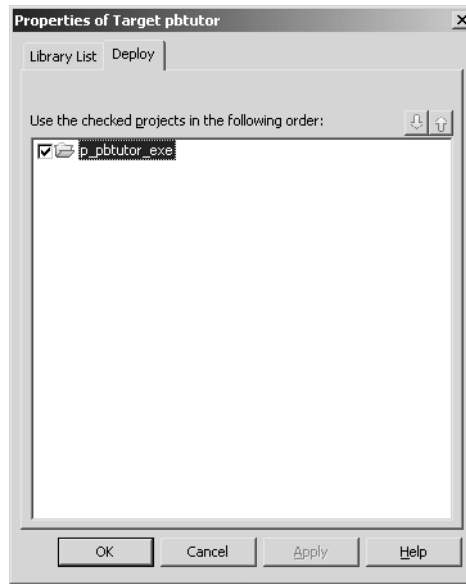 Properties of Target pbtutor
Library List Deploy
Use the checked projects in the following order:
p_pbtutor_exe
OK Cancel Apply Help